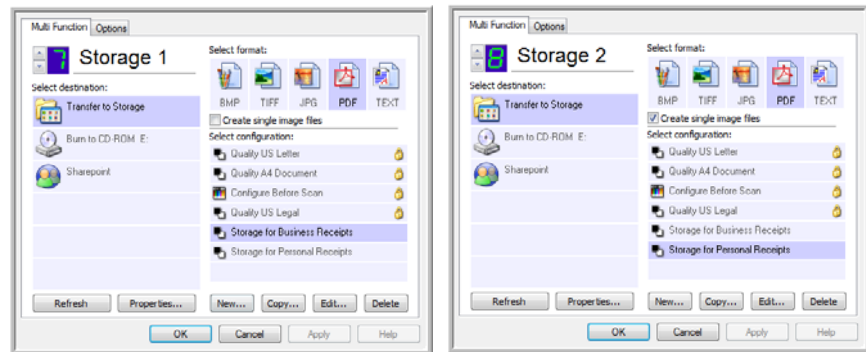 Multi Function Options
7 Storage 1
Select format:
BMP TIFF JPG PDF TEXT
Select destination:
Transfer to Storage
Burn to CD-ROM E:
Sharepoint
Create single image files
Select configuration:
Quality US Letter
Quality A4 Document
Configure Before Scan
Quality US Legal
Storage for Business Receipts
Storage for Personal Receipts
Refresh Properties... New... Copy... Edit... Delete
OK Cancel Apply Help
Multi Function Options
8 Storage 2
Select format:
BMP TIFF JPG PDF TEXT
Select destination:
Transfer to Storage
Burn to CD-ROM E:
Sharepoint
Create single image files
Select configuration:
Quality US Letter
Quality A4 Document
Configure Before Scan
Quality US Legal
Storage for Business Receipts
Storage for Personal Receipts
Refresh Properties... New... Copy... Edit... Delete
OK Cancel Apply Help